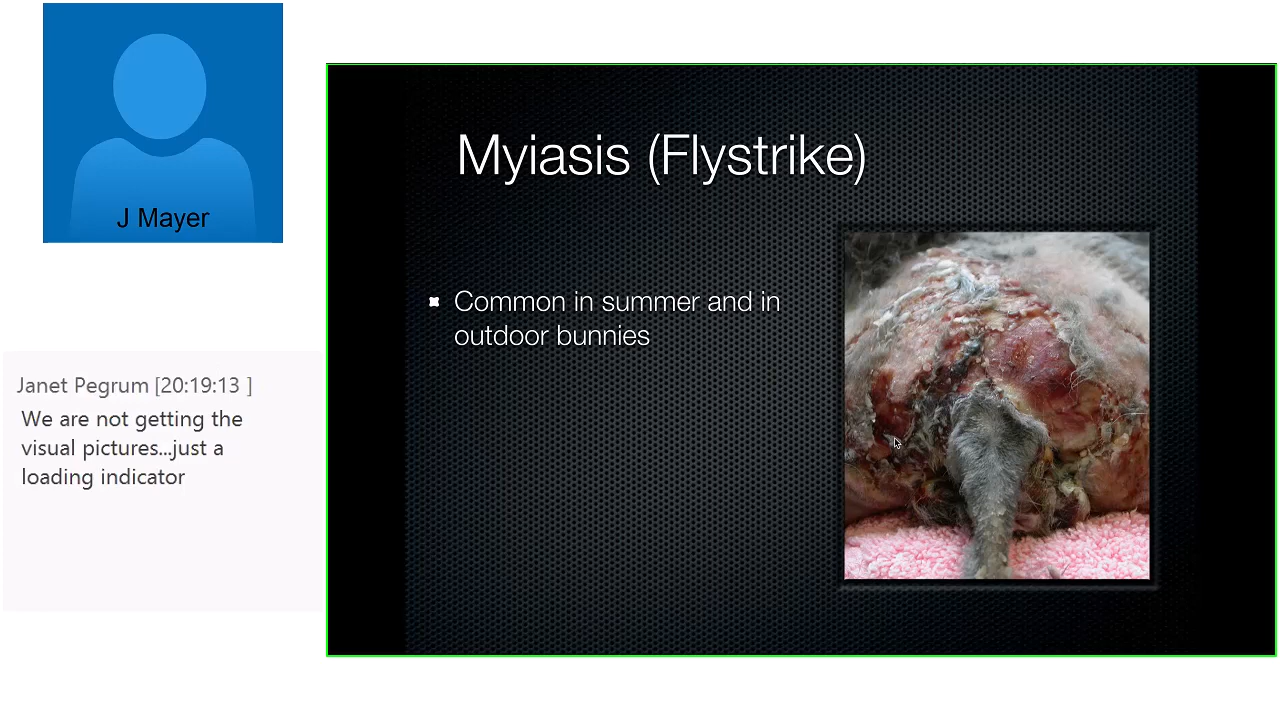 J Mayer
Janet Pegrum [20:19:13 ]
We are not getting the
visual pictures...just a
loading indicator
Myiasis (Flystrike)
Common in summer and in
outdoor bunnies